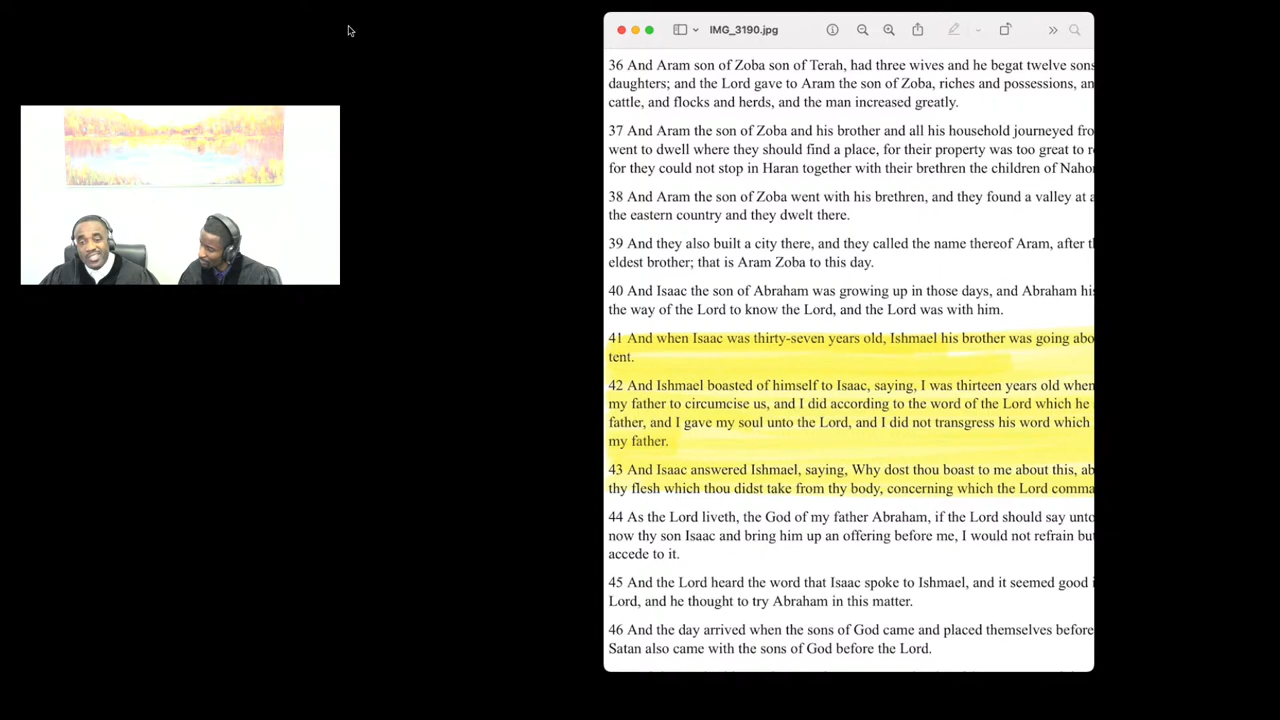 IMG_3190.jpg
36 And Aram son of Zoba son of Terah, had three wives and he begat twelve sons
daughters; and the Lord gave to Aram the son of Zoba, riches and possessions,
cattle, and flocks and herds, and the man increased greatly.
37 And Aram the son of Zoba and his brother and all his household journeyed
went to dwell where they should find a place, for their property was too great to
for they could not stop in Haran together with their brethren the children of
38 And Aram the son of Zoba went with his brethren, and they found a valley at
the eastern country and they dwelt there.
39 And they also built a city there, and they called the name thereof Aram, after
eldest brother; that is Aram Zoba to this day.
40 And Isaac the son of Abraham was growing up in those days, and Abraham
the way of the Lord to know the Lord, and the Lord was with him.
41 And when Isaac was thirty-seven years old, Ishmael his brother was going
tent.
42 And Ishmael boasted of himself to Isaac, saying, I was thirteen years old when
my father to circumcise us, and I did according to the word of the Lord which he
father, and I gave my soul unto the Lord, and I did not transgress his word which
my father.
43 And Isaac answered Ishmael, saying, Why dost thou boast to me about this,
thy flesh which thou didst take from thy body, concerning which the Lord
44 As the Lord liveth, the God of my father Abraham, if the Lord should say
now thy son Isaac and bring him up an offering before me, I would not refrain
accede to it.
45 And the Lord heard the word that Isaac spoke to Ishmael, and it seemed good
Lord, and he thought to try Abraham in this matter.
46 And the day arrived when the sons of God came and placed themselves before
Satan also came with the sons of God before the Lord.